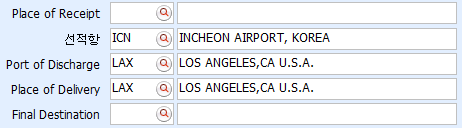 Place of Receipt
선적항 ICN INCHEON AIRPORT, KOREA
Port of Discharge LAX LOS ANGELES,CA U.S.A.
Place of Delivery LAX LOS ANGELES,CA U.S.A.
Final Destination